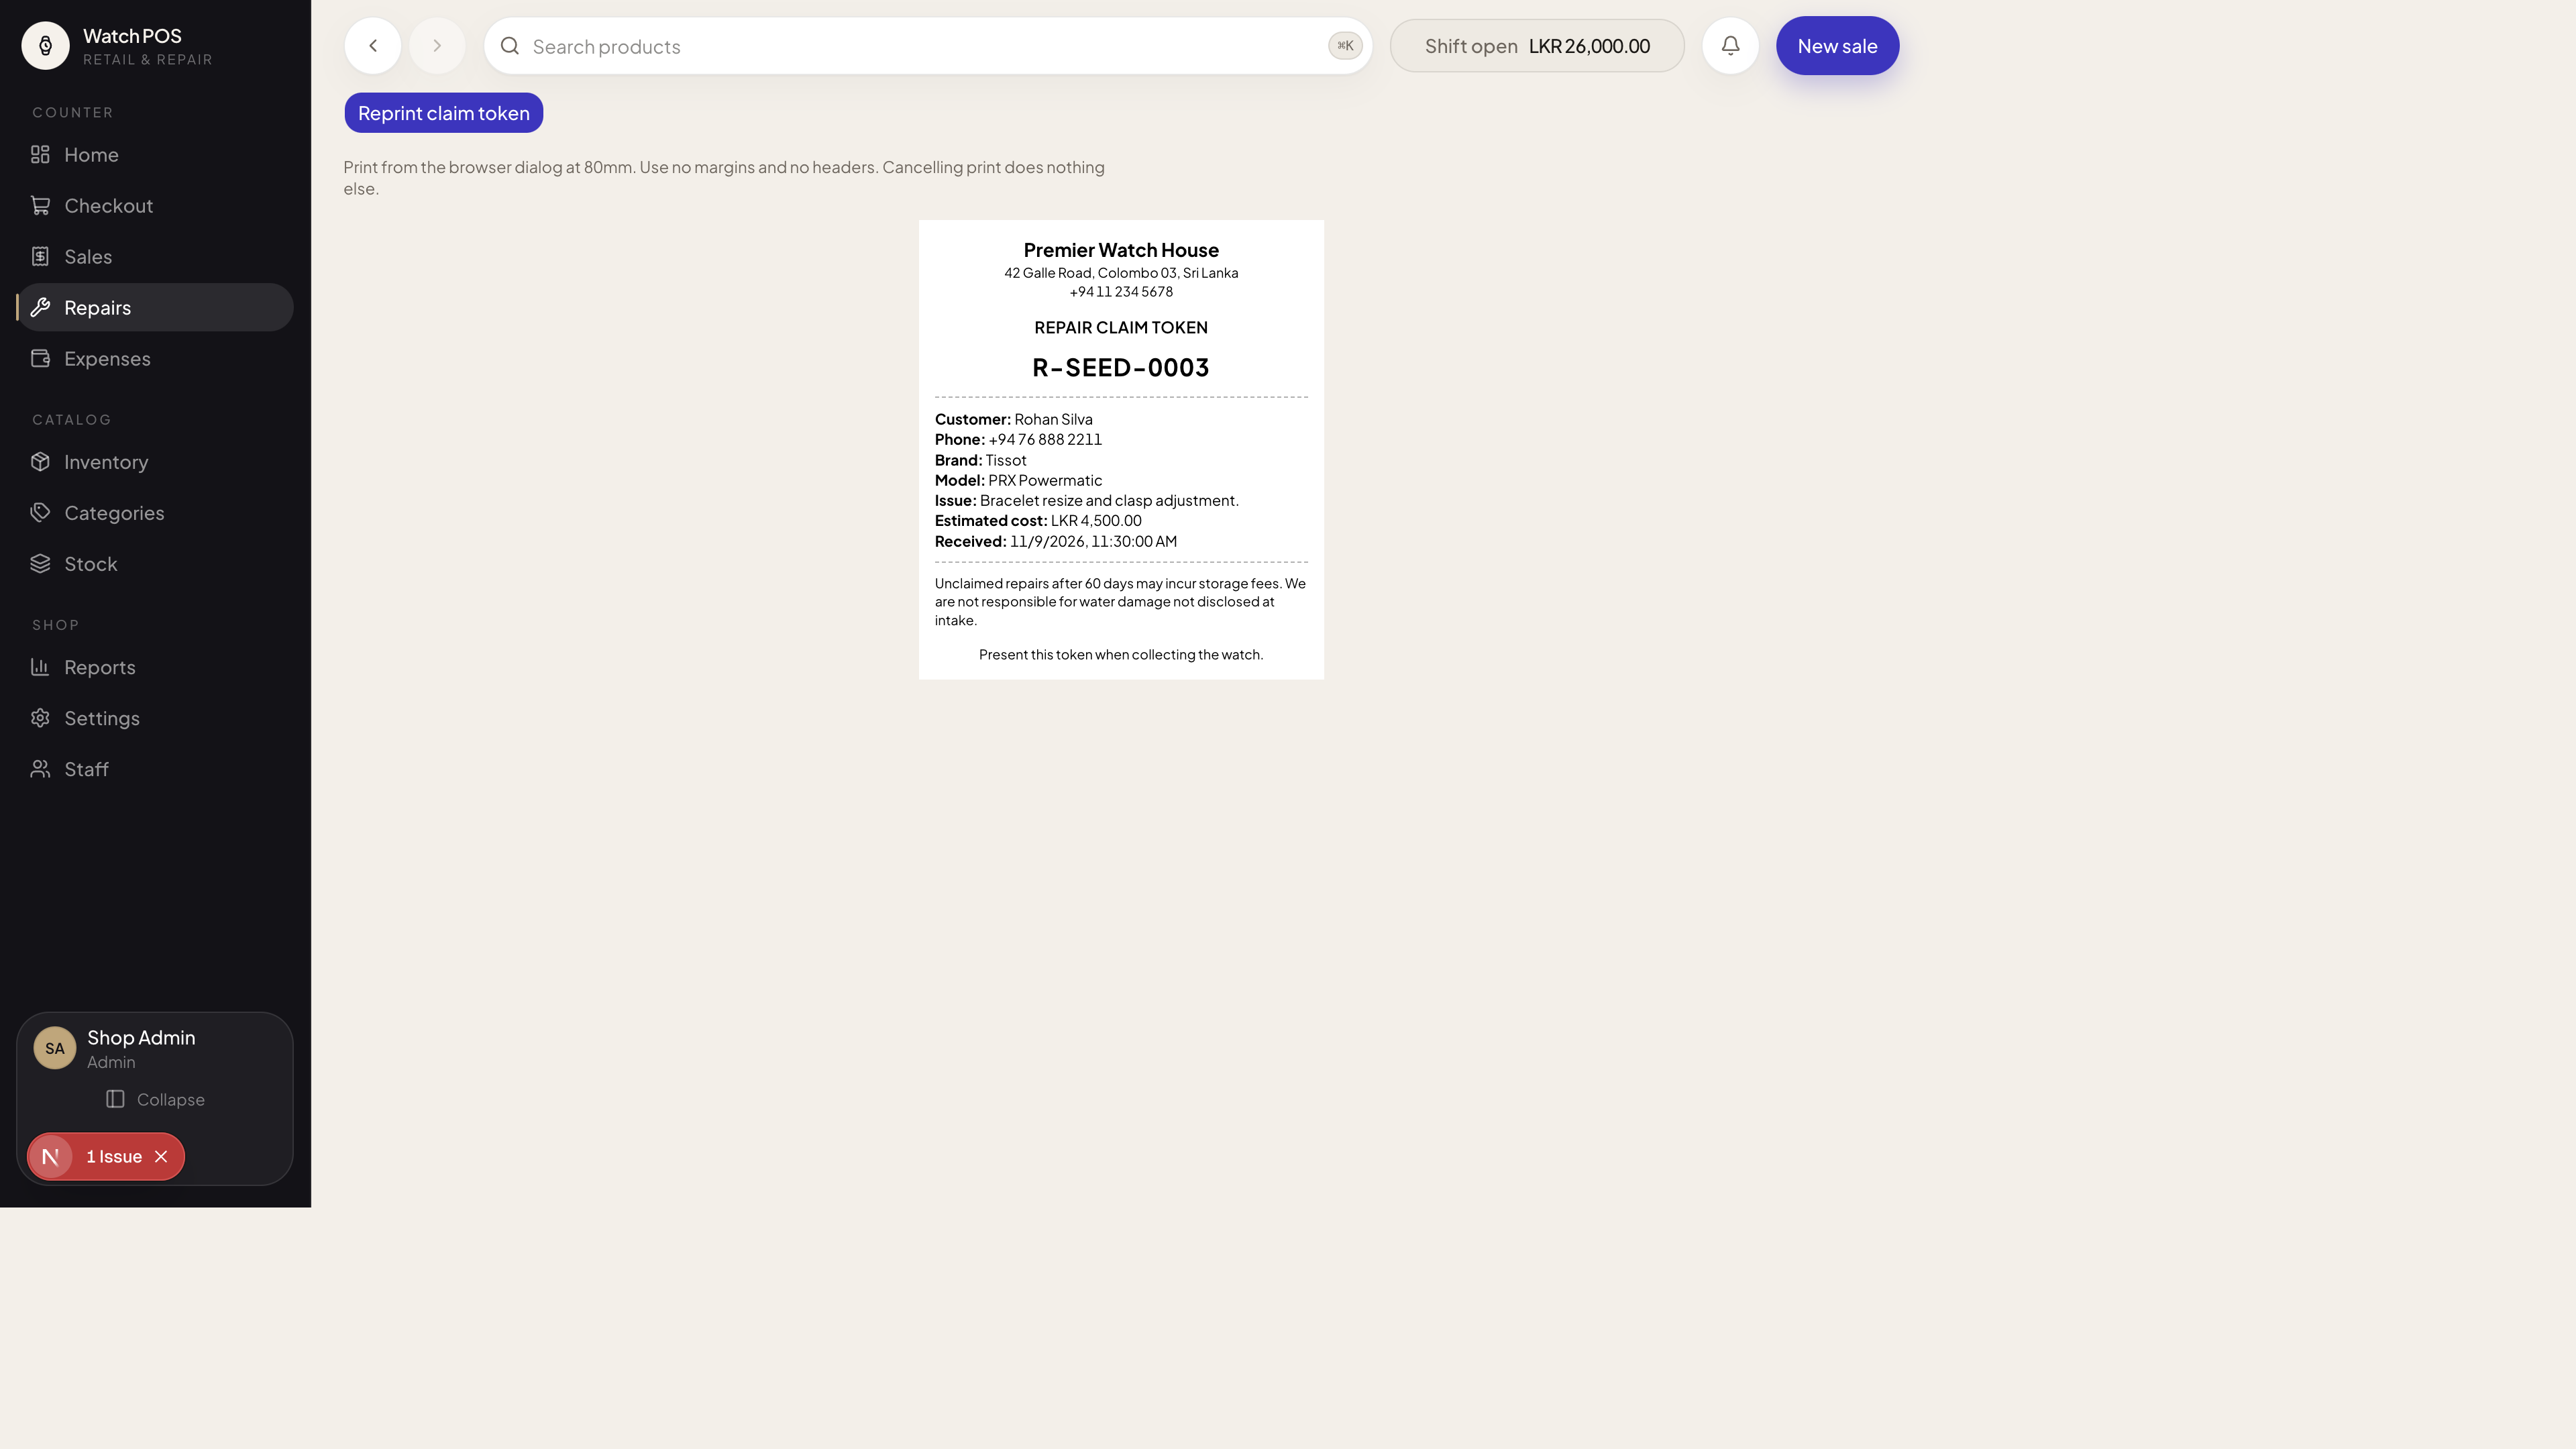 Watch POS
RETAIL & REPAIR
COUNTER
Home
Checkout
Sales
Repairs
Expenses
CATALOG
Inventory
Categories
Stock
SHOP
Reports
Settings
Staff
SA
Shop Admin
Admin
Collapse
N
1 Issue
Search products
⌘K
Shift open LKR 26,000.00
New sale
Reprint claim token
Print from the browser dialog at 80mm. Use no margins and no headers. Cancelling print does nothing
else.
Premier Watch House
42 Galle Road, Colombo 03, Sri Lanka
+94 11 234 5678
REPAIR CLAIM TOKEN
R-SEED-0003
Customer: Rohan Silva
Phone: +94 76 888 2211
Brand: Tissot
Model: PRX Powermatic
Issue: Bracelet resize and clasp adjustment.
Estimated cost: LKR 4,500.00
Received: 11/9/2026, 11:30:00 AM
Unclaimed repairs after 60 days may incur storage fees. We
are not responsible for water damage not disclosed at
intake.
Present this token when collecting the watch.